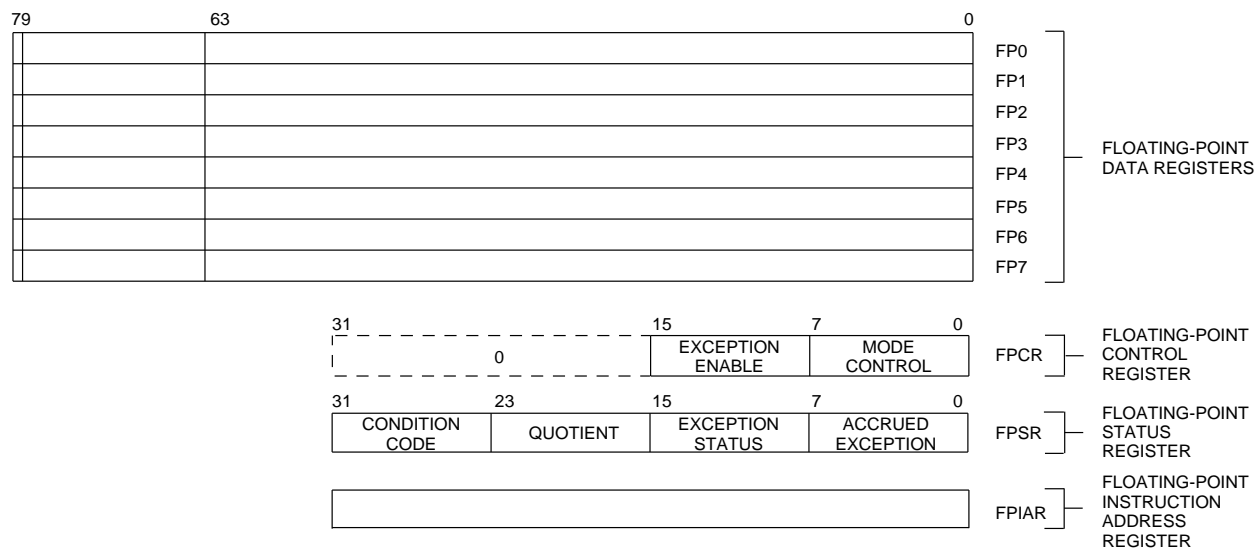 79 63 0
FP0
FP1
FP2
FP3
FP4
FP5
FP6
FP7
FLOATING-POINT
DATA REGISTERS
31 15 7 0
0
EXCEPTION
ENABLE
MODE
CONTROL
FPCR
FLOATING-POINT
CONTROL
REGISTER
31 23 15 7 0
CONDITION
CODE
QUOTIENT
EXCEPTION
STATUS
ACCRUED
EXCEPTION
FPSR
FLOATING-POINT
STATUS
REGISTER
FPIAR
FLOATING-POINT
INSTRUCTION
ADDRESS
REGISTER